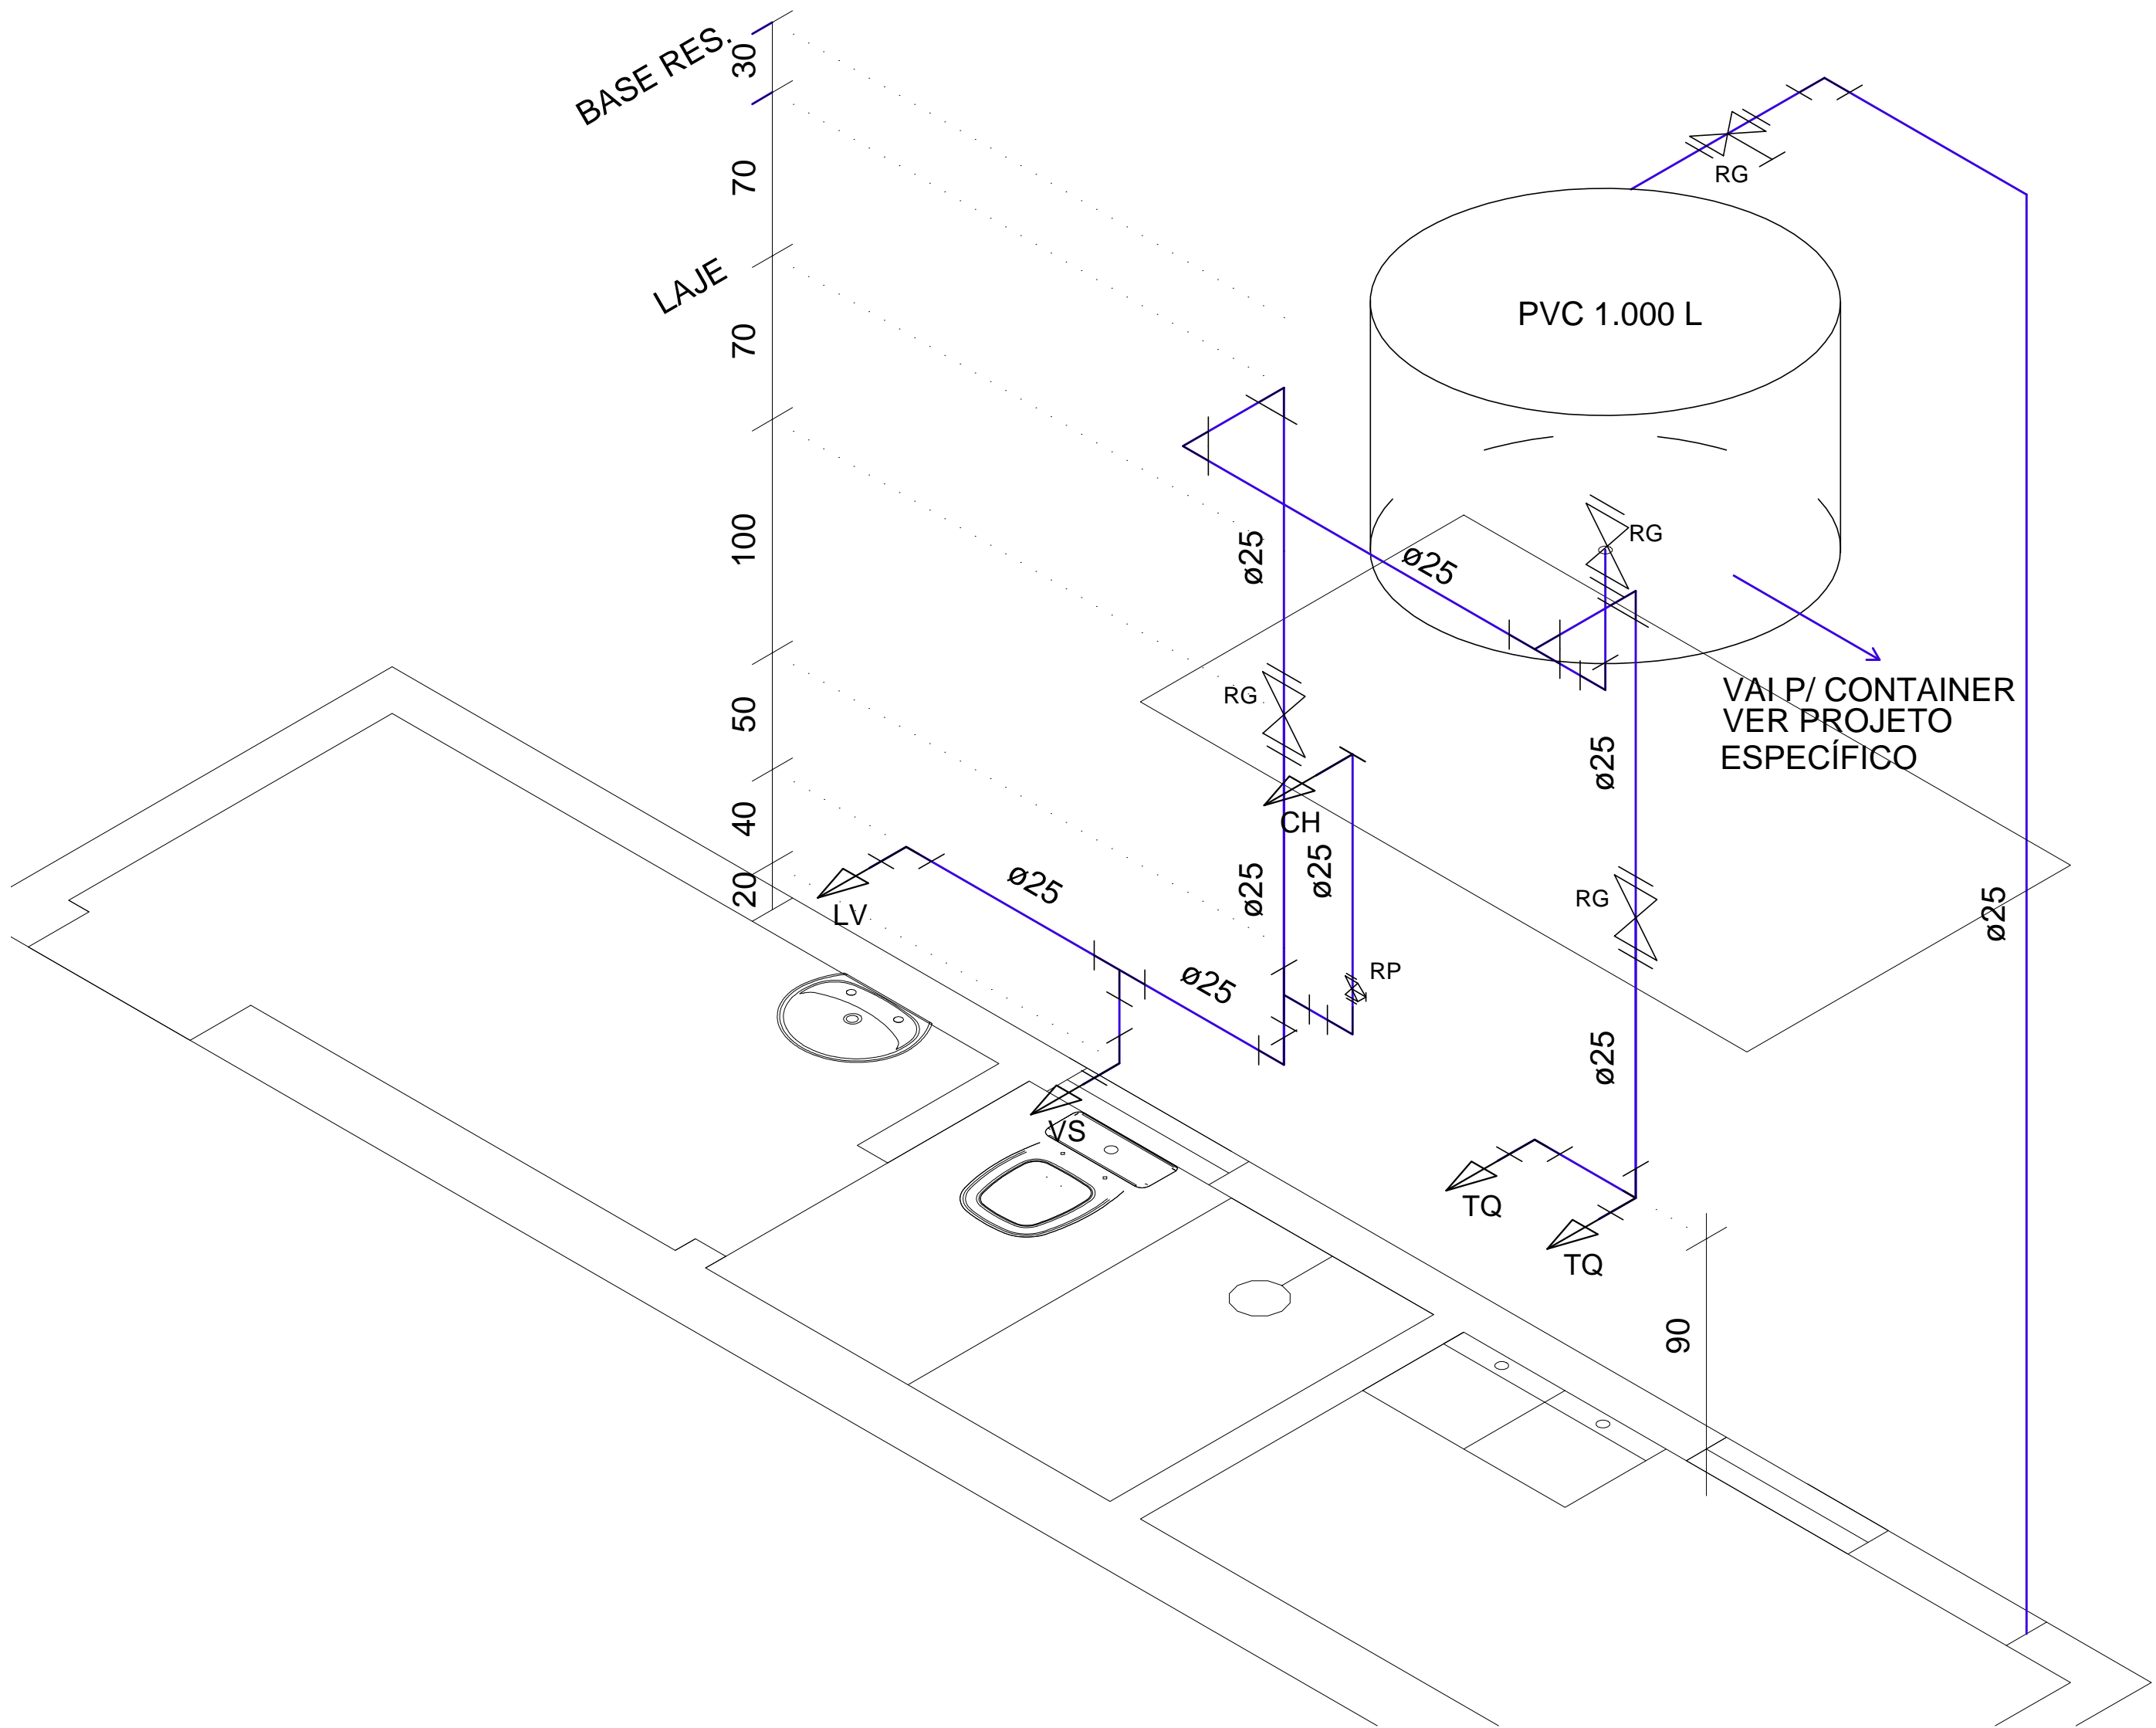 BASE RES.
30
70
LAJE
70
100
50
40
20
RG
PVC 1.000 L
RG
ø25
ø25
RG
VAI P/ CONTAINER
VER PROJETO
ESPECÍFICO
ø25
CH
ø25
ø25
RG
ø25
LV
ø25
ø25
RP
ø25
ø25
VS
TQ
TQ
90